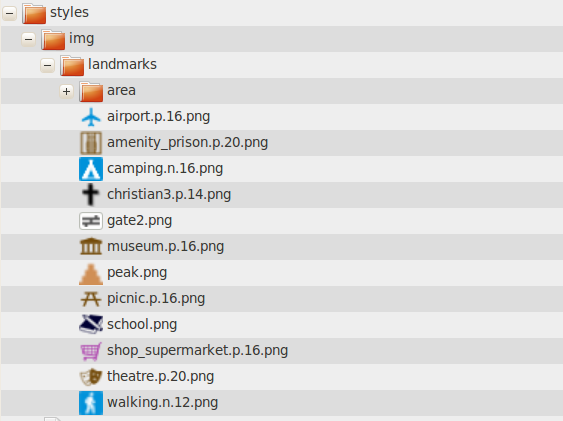 styles
img
landmarks
area
airport.p.16.png
amenity_prison.p.20.png
camping.n.16.png
christian3.p.14.png
gate2.png
museum.p.16.png
peak.png
picnic.p.16.png
school.png
shop_supermarket.p.16.png
theatre.p.20.png
walking.n.12.png